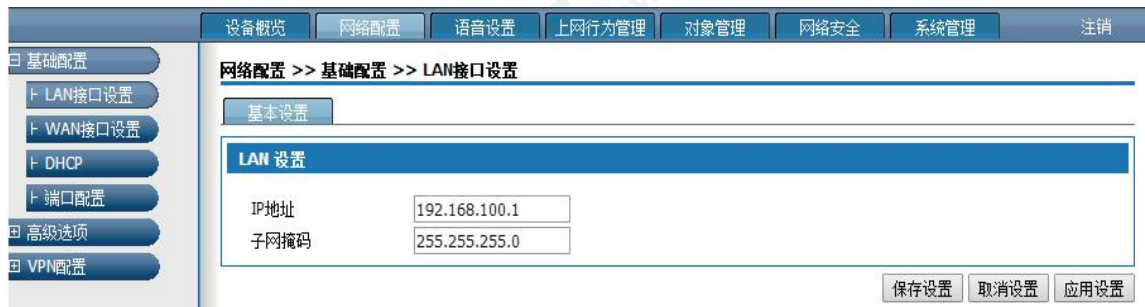 设备概览 网络配置 语音设置 上网行为管理 对象管理 网络安全 系统管理 注销
基础配置
LAN接口设置
WAN接口设置
DHCP
端口配置
高级选项
VPN配置
网络配置 >> 基础配置 >> LAN接口设置
基本设置
LAN 设置
IP地址 192.168.100.1
子网掩码 255.255.255.0
保存设置 取消设置 应用设置